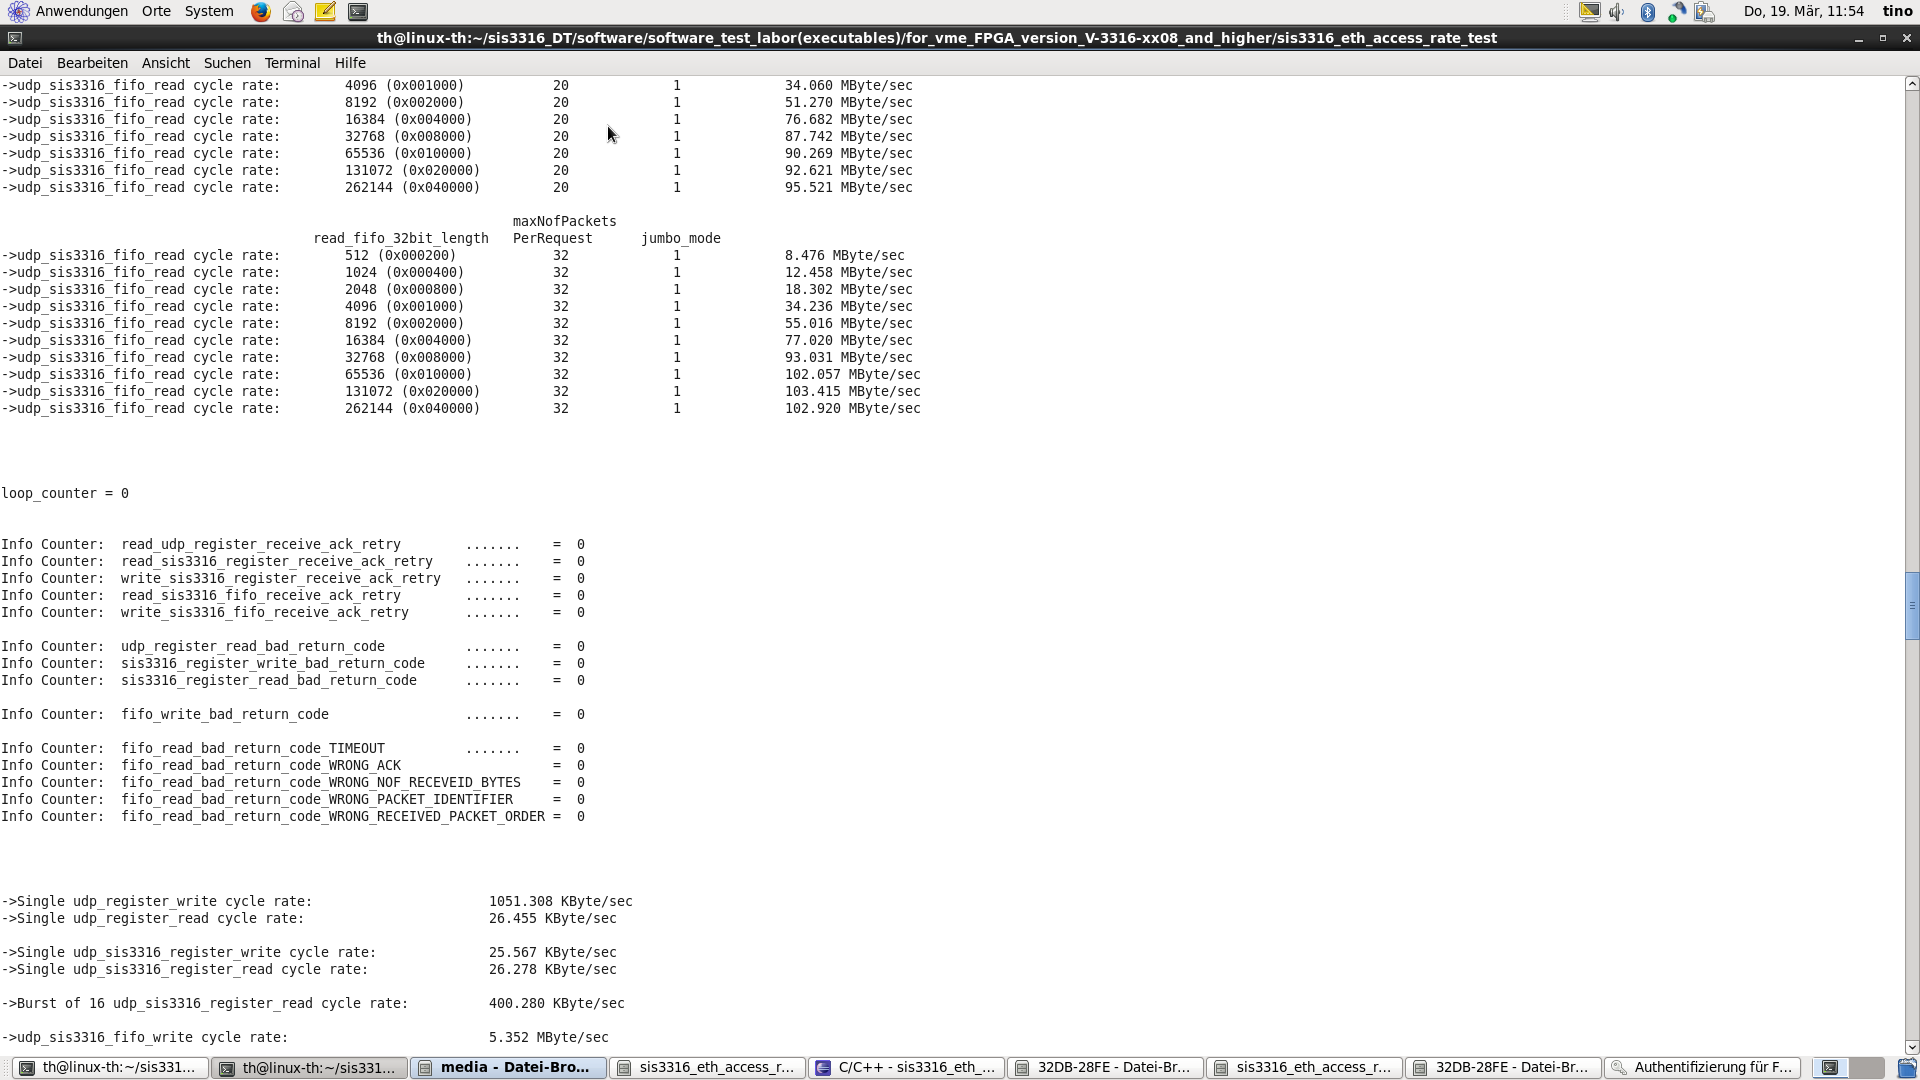 Anwendungen Orte System Do, 19. Mär, 11:54 tino
th@linux-th:~/sis3316_DT/software/software_test_labor(executables)/for_vme_FPGA_version_V-3316-xx08_and_higher/sis3316_eth_access_rate_test
Datei Bearbeiten Ansicht Suchen Terminal Hilfe
->udp_sis3316_fifo_read cycle rate: 4096 (0x001000) 20 1 34.060 MByte/sec
->udp_sis3316_fifo_read cycle rate: 8192 (0x002000) 20 1 51.270 MByte/sec
->udp_sis3316_fifo_read cycle rate: 16384 (0x004000) 20 1 76.682 MByte/sec
->udp_sis3316_fifo_read cycle rate: 32768 (0x008000) 20 1 87.742 MByte/sec
->udp_sis3316_fifo_read cycle rate: 65536 (0x010000) 20 1 90.269 MByte/sec
->udp_sis3316_fifo_read cycle rate: 131072 (0x020000) 20 1 92.621 MByte/sec
->udp_sis3316_fifo_read cycle rate: 262144 (0x040000) 20 1 95.521 MByte/sec
maxNofPackets
read_fifo_32bit_length PerRequest jumbo_mode
->udp_sis3316_fifo_read cycle rate: 512 (0x000200) 32 1 8.476 MByte/sec
->udp_sis3316_fifo_read cycle rate: 1024 (0x000400) 32 1 12.458 MByte/sec
->udp_sis3316_fifo_read cycle rate: 2048 (0x000800) 32 1 18.302 MByte/sec
->udp_sis3316_fifo_read cycle rate: 4096 (0x001000) 32 1 34.236 MByte/sec
->udp_sis3316_fifo_read cycle rate: 8192 (0x002000) 32 1 55.016 MByte/sec
->udp_sis3316_fifo_read cycle rate: 16384 (0x004000) 32 1 77.020 MByte/sec
->udp_sis3316_fifo_read cycle rate: 32768 (0x008000) 32 1 93.031 MByte/sec
->udp_sis3316_fifo_read cycle rate: 65536 (0x010000) 32 1 102.057 MByte/sec
->udp_sis3316_fifo_read cycle rate: 131072 (0x020000) 32 1 103.415 MByte/sec
->udp_sis3316_fifo_read cycle rate: 262144 (0x040000) 32 1 102.920 MByte/sec
loop_counter = 0
Info Counter: read_udp_register_receive_ack_retry ....... = 0
Info Counter: read_sis3316_register_receive_ack_retry ....... = 0
Info Counter: write_sis3316_register_receive_ack_retry ....... = 0
Info Counter: read_sis3316_fifo_receive_ack_retry ....... = 0
Info Counter: write_sis3316_fifo_receive_ack_retry ....... = 0
Info Counter: udp_register_read_bad_return_code ....... = 0
Info Counter: sis3316_register_write_bad_return_code ....... = 0
Info Counter: sis3316_register_read_bad_return_code ....... = 0
Info Counter: fifo_write_bad_return_code ....... = 0
Info Counter: fifo_read_bad_return_code_TIMEOUT ....... = 0
Info Counter: fifo_read_bad_return_code_WRONG_ACK = 0
Info Counter: fifo_read_bad_return_code_WRONG_NOF_RECEVEID_BYTES = 0
Info Counter: fifo_read_bad_return_code_WRONG_PACKET_IDENTIFIER = 0
Info Counter: fifo_read_bad_return_code_WRONG_RECEIVED_PACKET_ORDER = 0
->Single udp_register_write cycle rate: 1051.308 KByte/sec
->Single udp_register_read cycle rate: 26.455 KByte/sec
->Single udp_sis3316_register_write cycle rate: 25.567 KByte/sec
->Single udp_sis3316_register_read cycle rate: 26.278 KByte/sec
->Burst of 16 udp_sis3316_register_read cycle rate: 400.280 KByte/sec
->udp_sis3316_fifo_write cycle rate: 5.352 MByte/sec
th@linux-th:~/sis331... th@linux-th:~/sis331... media - Datei-Bro... sis3316_eth_access_r... C/C++ - sis3316_eth_... 32DB-28FE - Datei-Br... sis3316_eth_access_r... 32DB-28FE - Datei-Br... Authentifizierung für F...